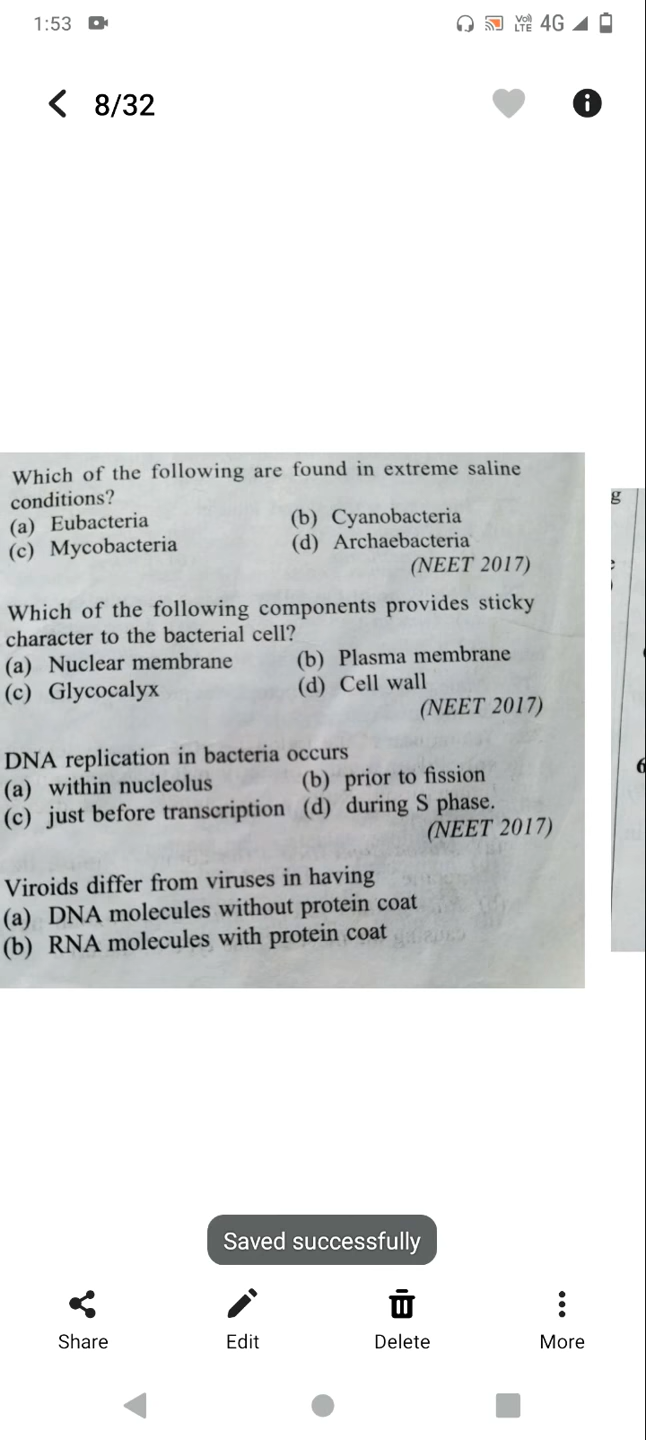 1:53 4G
8/32
Which of the following are found in extreme saline
conditions?
(a) Eubacteria (b) Cyanobacteria
(c) Mycobacteria (d) Archaebacteria
(NEET 2017)
Which of the following components provides sticky
character to the bacterial cell?
(a) Nuclear membrane (b) Plasma membrane
(c) Glycocalyx (d) Cell wall
(NEET 2017)
DNA replication in bacteria occurs
(a) within nucleolus (b) prior to fission
(c) just before transcription (d) during S phase.
(NEET 2017)
Viroids differ from viruses in having
(a) DNA molecules without protein coat
(b) RNA molecules with protein coat
g
6
Saved successfully
Share Edit Delete More